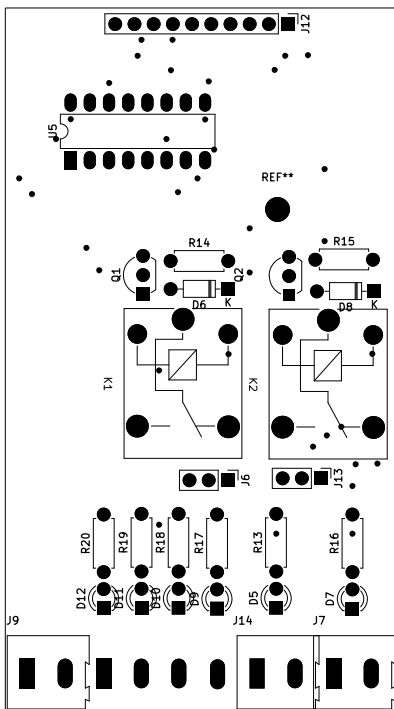 J12
U5
REF**
R14
R15
Q1
Q2
K
K
D6
D8
K1
K2
J6
J13
R20
R19
R18
R17
R13
R16
D12
D11
D10
D9
D5
D7
J9
J14
J7